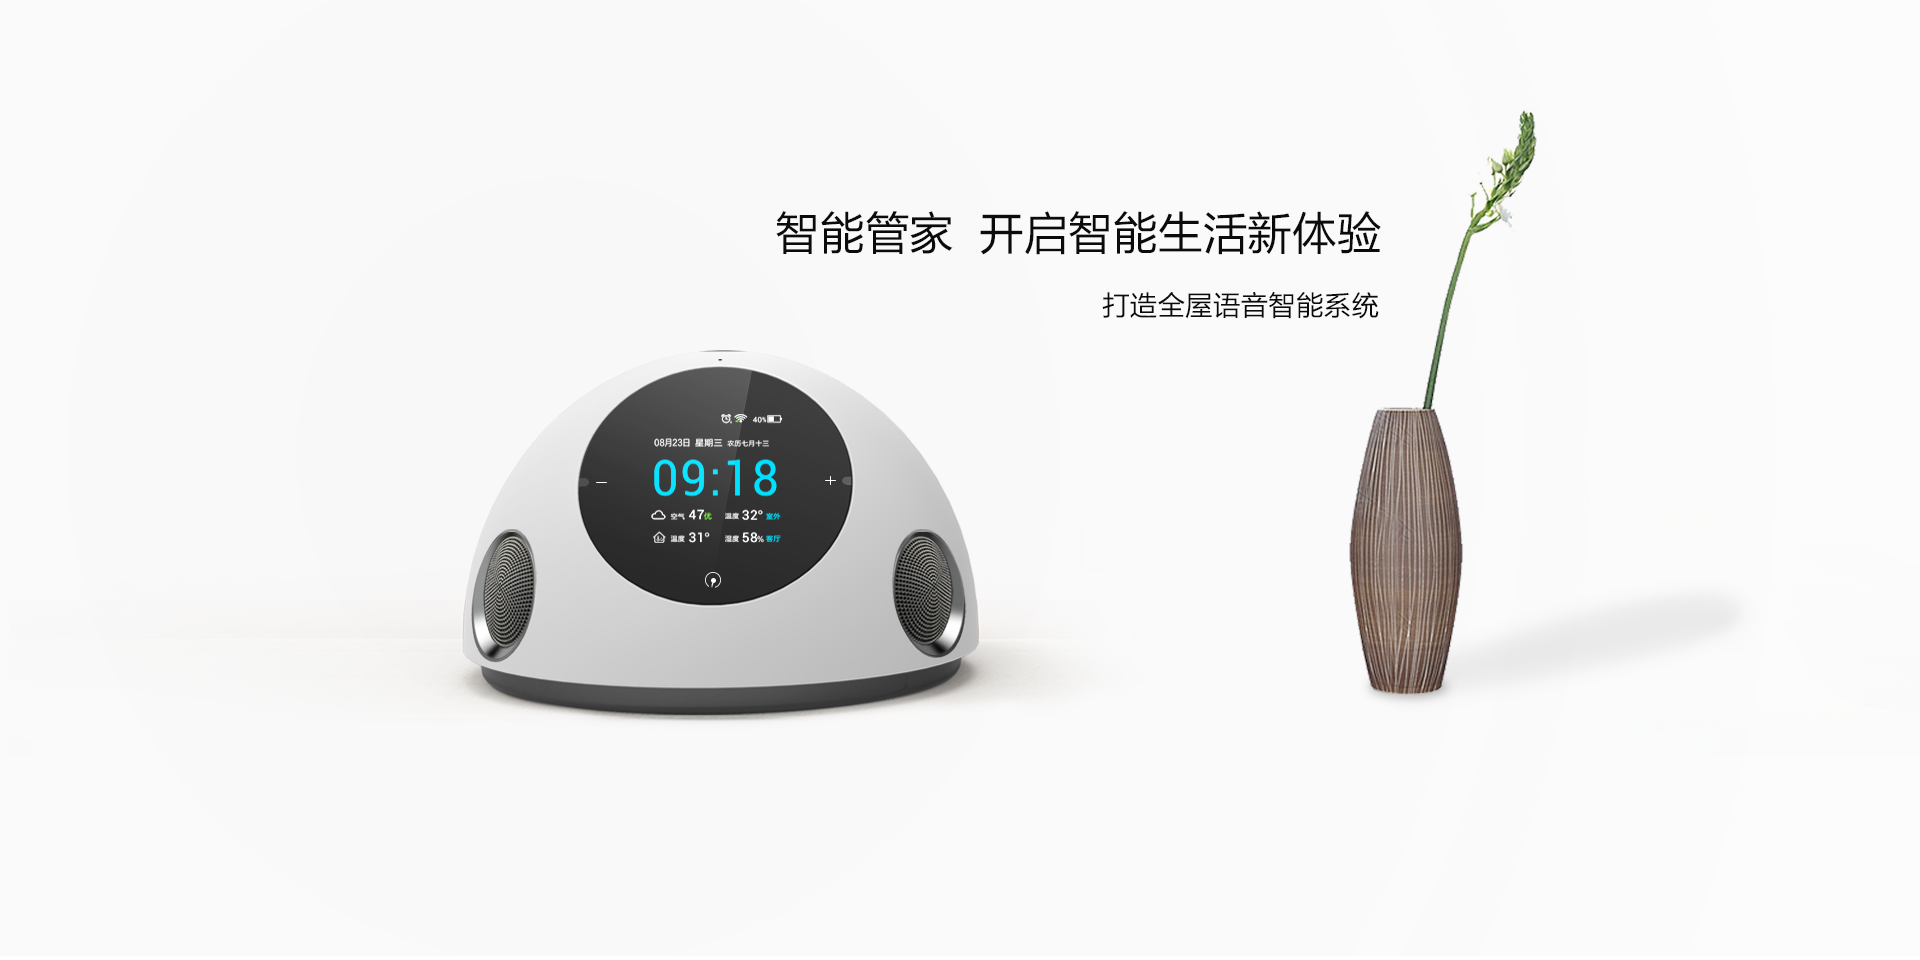 智能管家 开启智能生活新体验
打造全屋语音智能系统
40%
08月23日 星期三 农历七月十三
09:18
空气 47优 温度 32° 室外
温度 31° 湿度 58% 客厅